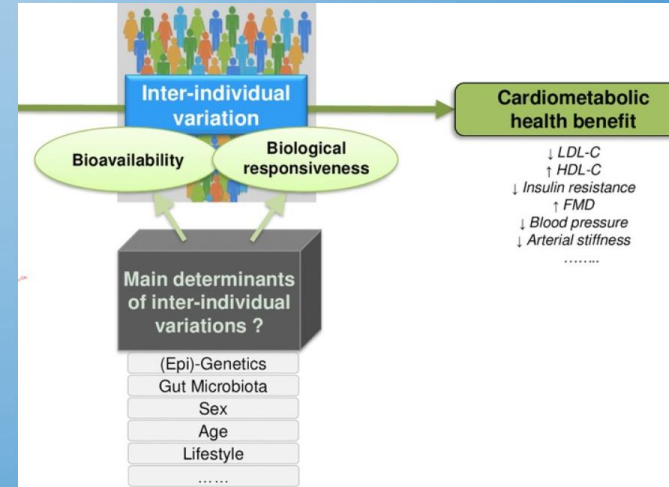 Inter-individual
variation
Bioavailability
Biological
responsiveness
Main determinants
of inter-individual
variations ?
(Epi)-Genetics
Gut Microbiota
Sex
Age
Lifestyle
......
Cardiometabolic
health benefit
↓ LDL-C
↑ HDL-C
↓ Insulin resistance
↑ FMD
↓ Blood pressure
↓ Arterial stiffness
........